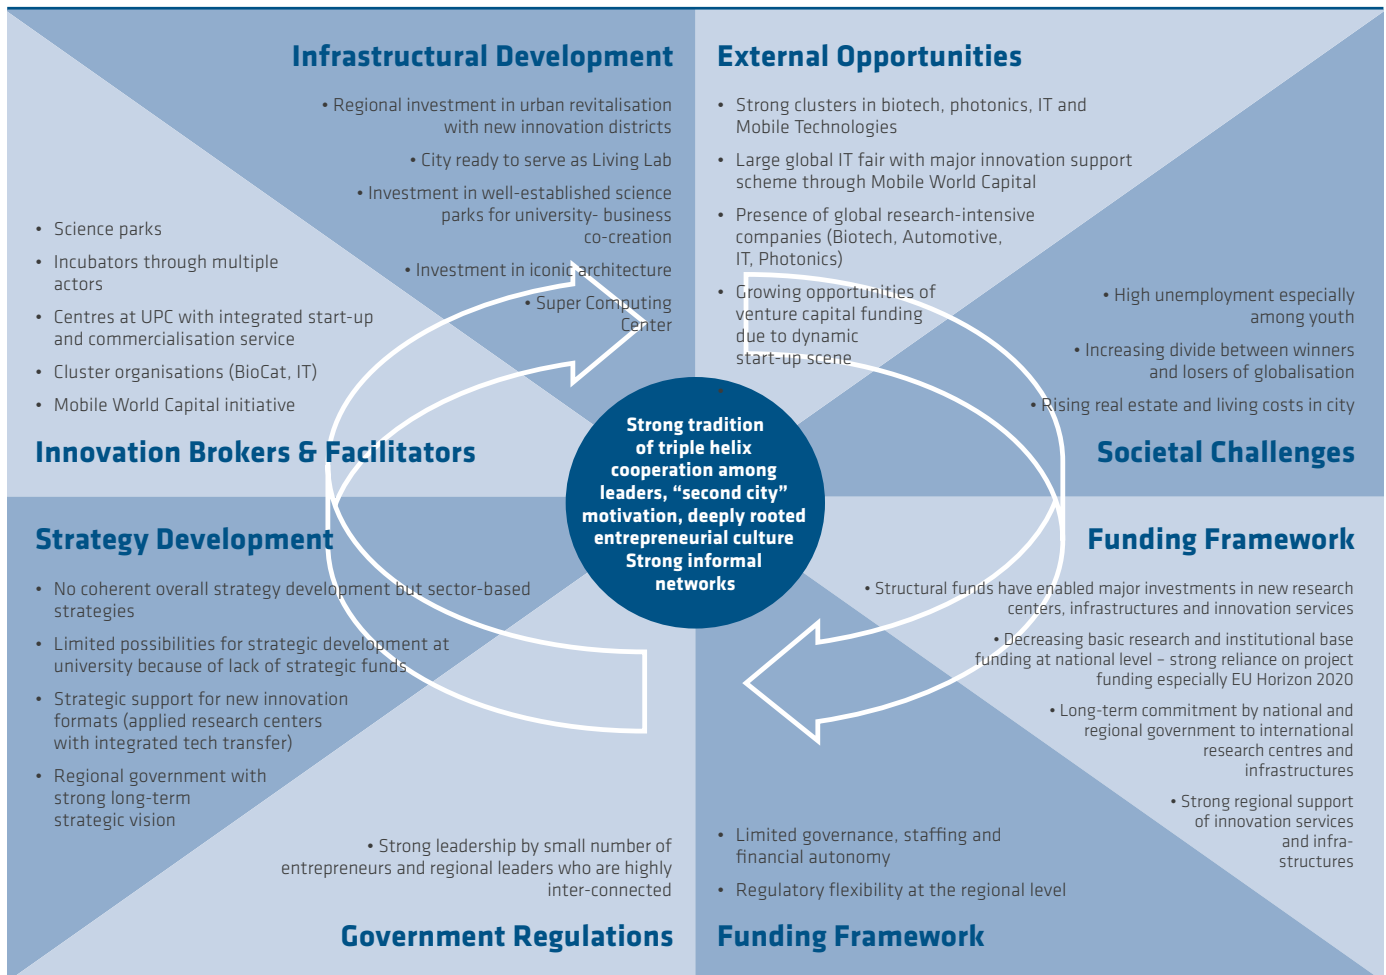 Infrastructural Development
• Regional investment in urban revitalisation
with new innovation districts
• City ready to serve as Living Lab
• Investment in well-established science
parks for university- business
co-creation
• Investment in iconic architecture
• Super Computing
Center
External Opportunities
• Strong clusters in biotech, photonics, IT and
Mobile Technologies
• Large global IT fair with major innovation support
scheme through Mobile World Capital
• Presence of global research-intensive
companies (Biotech, Automotive,
IT, Photonics)
• Growing opportunities of
venture capital funding
due to dynamic
start-up scene
•
• Science parks
• Incubators through multiple
actors
• Centres at UPC with integrated start-up
and commercialisation service
• Cluster organisations (BioCat, IT)
• Mobile World Capital initiative
Innovation Brokers & Facilitators
• High unemployment especially
among youth
• Increasing divide between winners
and losers of globalisation
• Rising real estate and living costs in city
Societal Challenges
Strong tradition
of triple helix
cooperation among
leaders, “second city”
motivation, deeply rooted
entrepreneurial culture
Strong informal
networks
Strategy Development
• No coherent overall strategy development but sector-based
strategies
• Limited possibilities for strategic development at
university because of lack of strategic funds
• Strategic support for new innovation
formats (applied research centers
with integrated tech transfer)
• Regional government with
strong long-term
strategic vision
Funding Framework
• Structural funds have enabled major investments in new research
centers, infrastructures and innovation services
• Decreasing basic research and institutional base
funding at national level – strong reliance on project
funding especially EU Horizon 2020
• Long-term commitment by national and
regional government to international
research centres and
infrastructures
• Strong regional support
of innovation services
and infra-
structures
• Strong leadership by small number of
entrepreneurs and regional leaders who are highly
inter-connected
Government Regulations
• Limited governance, staffing and
financial autonomy
• Regulatory flexibility at the regional level
Funding Framework